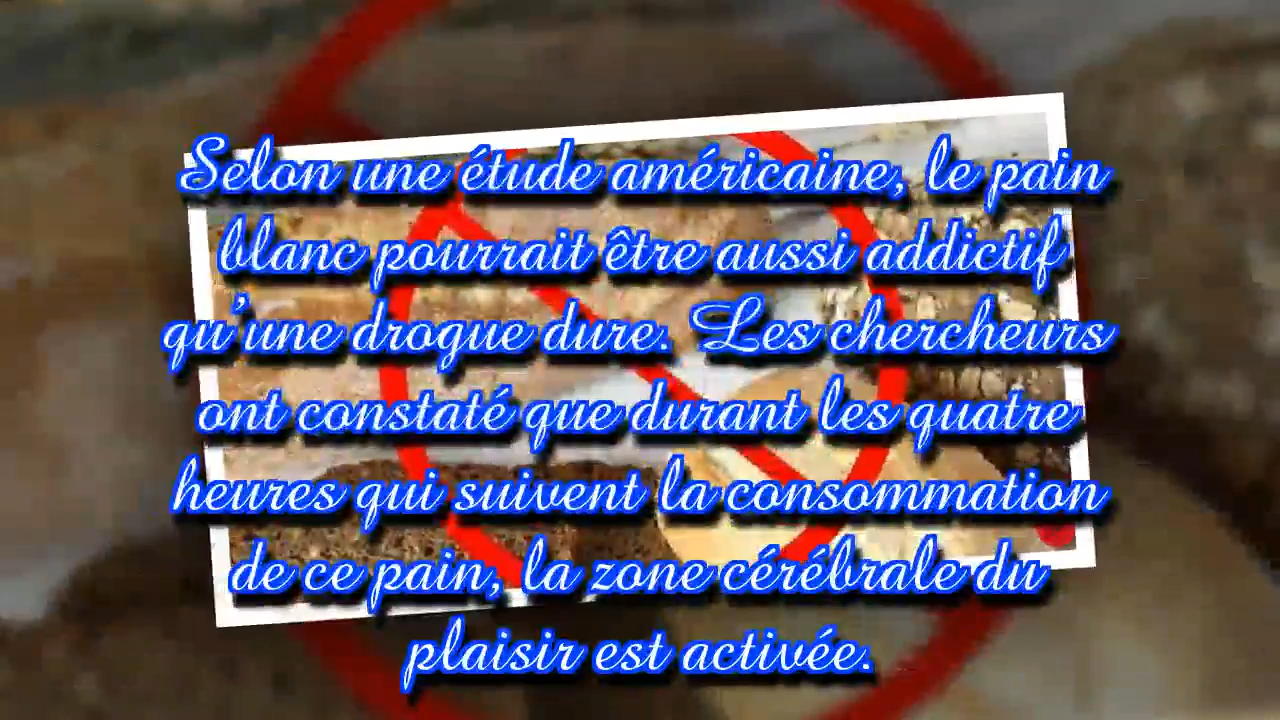 Selon une étude américaine, le pain
blanc pourrait être aussi addictif
qu'une drogue dure. Les chercheurs
ont constaté que durant les quatre
heures qui suivent la consommation
de ce pain, la zone cérébrale du
plaisir est activée.